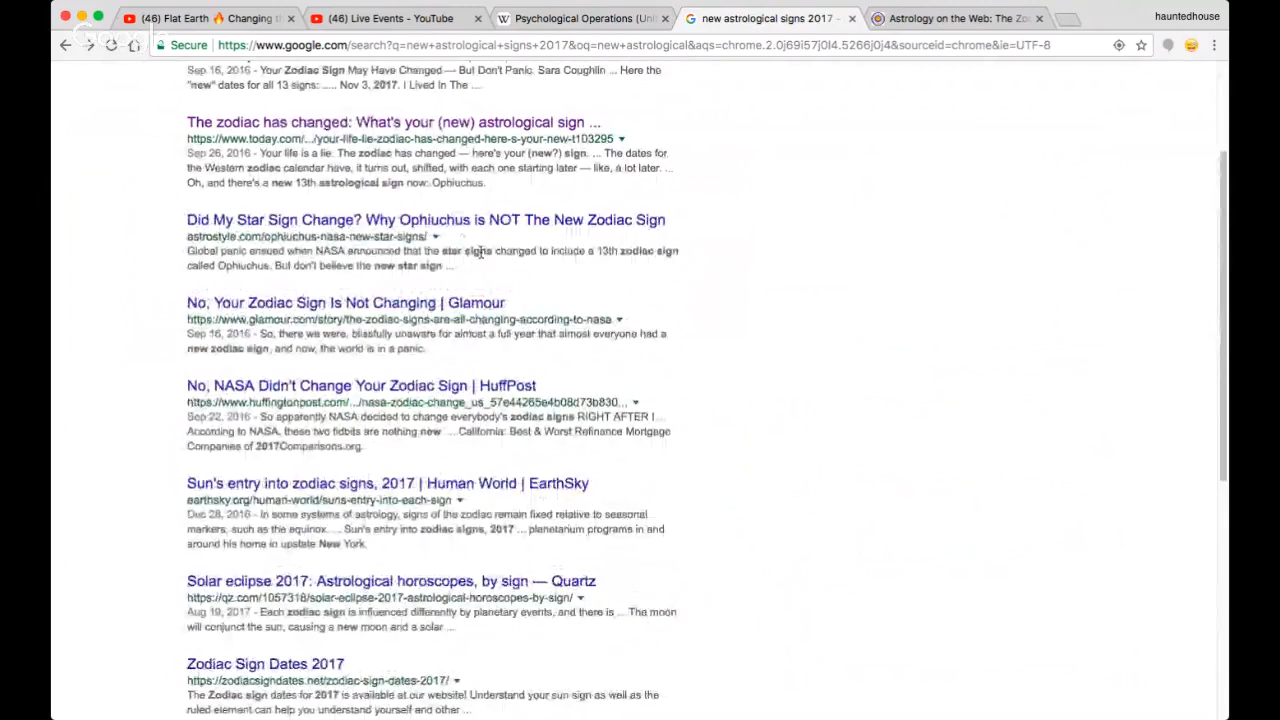 (46) Flat Earth 🔥 Changing th
(46) Live Events - YouTube
Psychological Operations (Unit
new astrological signs 2017 -
Astrology on the Web: The Zo
hauntedhouse
Secure https://www.google.com/search?q=new+astrological+signs+2017&oq=new+astrological&aqs=chrome.2.0j69i57j0l4.5266j0j4&sourceid=chrome&ie=UTF-8
Google
Sep 16, 2016 - Your Zodiac Sign May Have Changed — But Don't Panic. Sara Coughlin ... Here the
"new" dates for all 13 signs: ..... Nov 3, 2017. I Lived In The ...
The zodiac has changed: What's your (new) astrological sign ...
https://www.today.com/.../your-life-lie-zodiac-has-changed-here-s-your-new-t103295
Sep 26, 2016 - Your life is a lie. The zodiac has changed — here's your (new?) sign. ... The dates for
the Western zodiac calendar have, it turns out, shifted, with each one starting later — like, a lot later. ...
Oh, and there's a new 13th astrological sign now: Ophiuchus.
Did My Star Sign Change? Why Ophiuchus is NOT The New Zodiac Sign
astrostyle.com/ophiuchus-nasa-new-star-signs/
Global panic ensued when NASA announced that the star signs changed to include a 13th zodiac sign
called Ophiuchus. But don't believe the new star sign ...
No, Your Zodiac Sign Is Not Changing | Glamour
https://www.glamour.com/story/the-zodiac-signs-are-all-changing-according-to-nasa
Sep 16, 2016 - So, there we were, blissfully unaware for almost a full year that almost everyone had a
new zodiac sign, and now, the world is in a panic.
No, NASA Didn't Change Your Zodiac Sign | HuffPost
https://www.huffingtonpost.com/.../nasa-zodiac-change_us_57e44265e4b08d73b830...
Sep 22, 2016 - So apparently NASA decided to change everybody's zodiac signs RIGHT AFTER I ...
According to NASA, these two tidbits are nothing new ... California: Best & Worst Refinance Mortgage
Companies of 2017Comparisons.org.
Sun's entry into zodiac signs, 2017 | Human World | EarthSky
earthsky.org/human-world/suns-entry-into-each-sign
Dec 28, 2016 - In some systems of astrology, signs of the zodiac remain fixed relative to seasonal
markers, such as the equinox. ... Sun's entry into zodiac signs, 2017 ... planetarium programs in and
around his home in upstate New York.
Solar eclipse 2017: Astrological horoscopes, by sign — Quartz
https://qz.com/1057318/solar-eclipse-2017-astrological-horoscopes-by-sign/
Aug 19, 2017 - Each zodiac sign is influenced differently by planetary events, and there is ... The moon
will conjunct the sun, causing a new moon and a solar ...
Zodiac Sign Dates 2017
https://zodiacsigndates.net/zodiac-sign-dates-2017/
The Zodiac sign dates for 2017 is available at our website! Understand your sun sign as well as the
ruled element can help you understand yourself and other ...